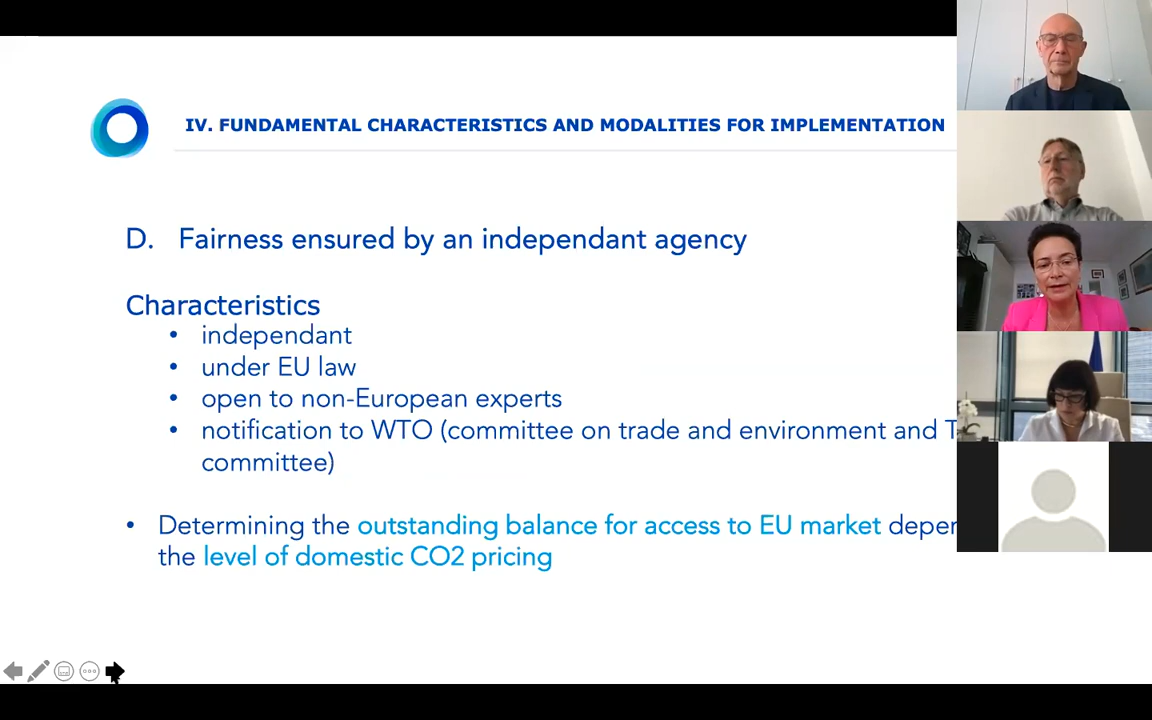 IV. FUNDAMENTAL CHARACTERISTICS AND MODALITIES FOR IMPLEMENTATION
D. Fairness ensured by an independant agency
Characteristics
• independant
• under EU law
• open to non-European experts
• notification to WTO (committee on trade and environment and
committee)
• Determining the outstanding balance for access to EU market
the level of domestic CO2 pricing